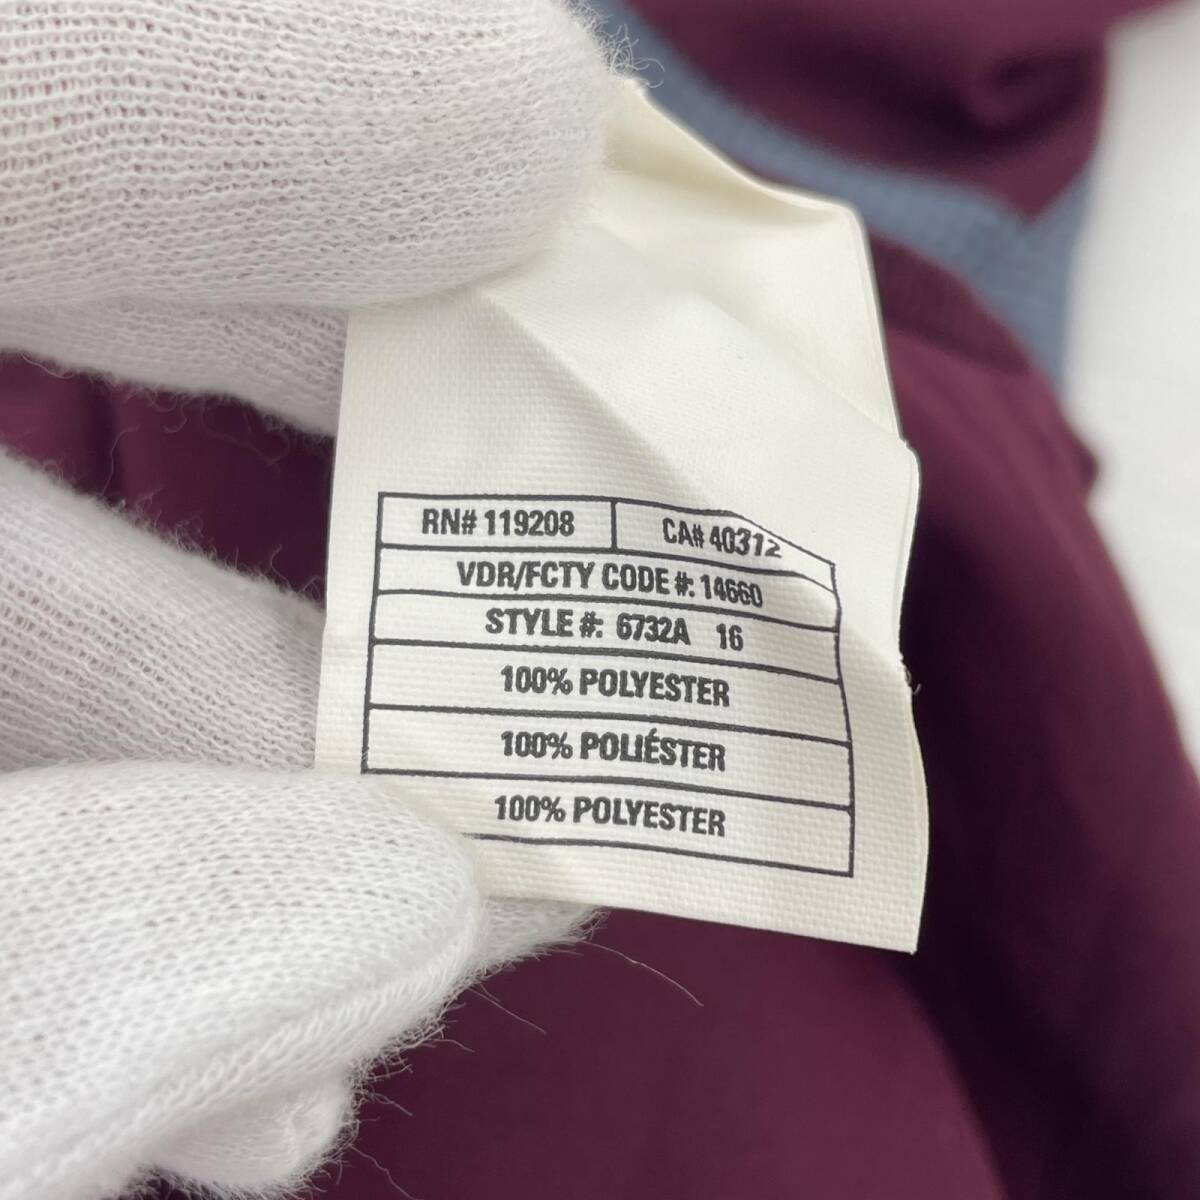 RN# 119208 CA# 40312
VDR/FCTY CODE #: 14660
STYLE #: 6732A 16
100% POLYESTER
100% POLIÉSTER
100% POLYESTER